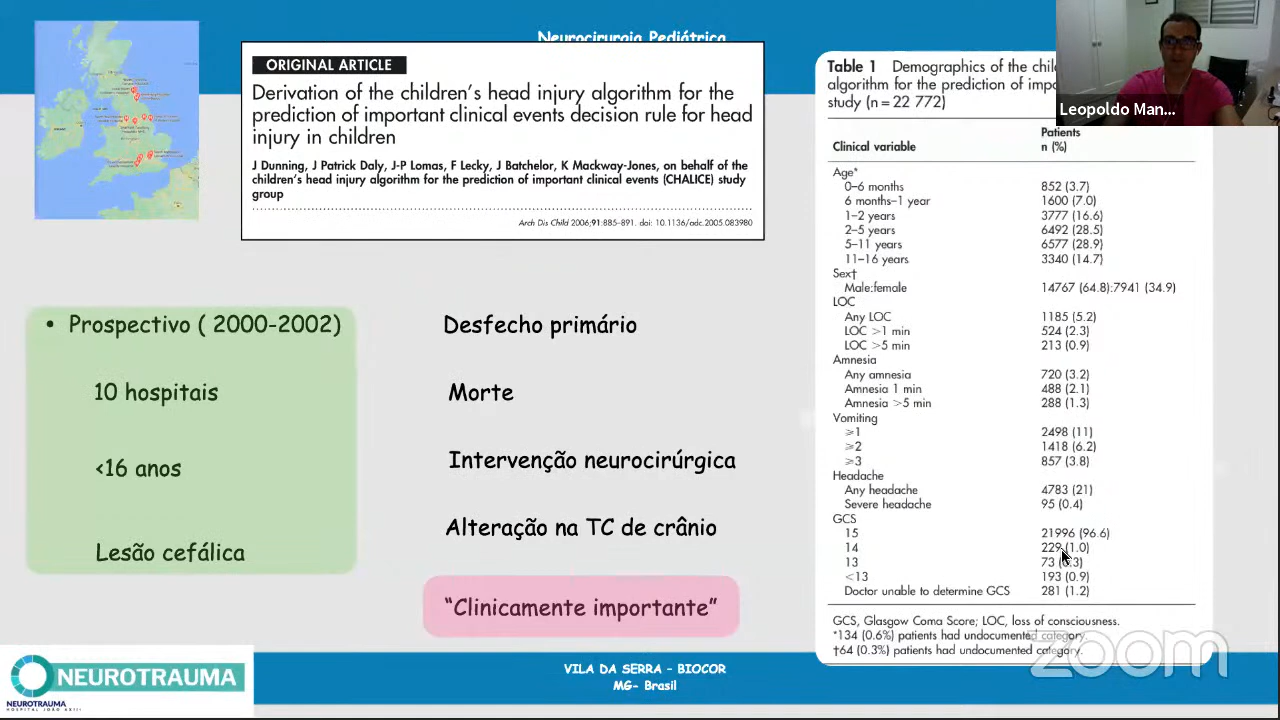 Neurocirurgia Pediátrica
ORIGINAL ARTICLE
Derivation of the children's head injury algorithm for the
prediction of important clinical events decision rule for head
injury in children
J Dunning, J Patrick Daly, J-P Lomas, F Lecky, J Batchelor, K Mackway-Jones, on behalf of the
children's head injury algorithm for the prediction of important clinical events (CHALICE) study
group
Arch Dis Child 2006;91:885–891. doi: 10.1136/adc.2005.083980
• Prospectivo ( 2000-2002)
10 hospitais
<16 anos
Lesão cefálica
Desfecho primário
Morte
Intervenção neurocirúrgica
Alteração na TC de crânio
“Clinicamente importante”
Table 1 Demographics of the
algorithm for the prediction of
study (n = 22 772)
Leopoldo Man...
Patients
Clinical variable n (%)
Age*
0–6 months 852 (3.7)
6 months–1 year 1600 (7.0)
1–2 years 3777 (16.6)
2–5 years 6492 (28.5)
5–11 years 6577 (28.9)
11–16 years 3340 (14.7)
Sex†
Male:female 14767 (64.8):7941 (34.9)
LOC
Any LOC 1185 (5.2)
LOC >1 min 524 (2.3)
LOC >5 min 213 (0.9)
Amnesia
Any amnesia 720 (3.2)
Amnesia 1 min 488 (2.1)
Amnesia >5 min 288 (1.3)
Vomiting
≥1 2498 (11)
≥2 1418 (6.2)
≥3 857 (3.8)
Headache
Any headache 4783 (21)
Severe headache 95 (0.4)
GCS
15 21996 (96.6)
14 229 (1.0)
13 73 (0.3)
<13 193 (0.9)
Doctor unable to determine GCS 281 (1.2)
GCS, Glasgow Coma Score; LOC, loss of consciousness.
*134 (0.6%) patients had undocumented category.
†64 (0.3%) patients had undocumented category.
zoom
NEUROTRAUMA
NEUROTRAUMA
HOSPITAL JOÃO XXIII
VILA DA SERRA – BIOCOR
MG- Brasil